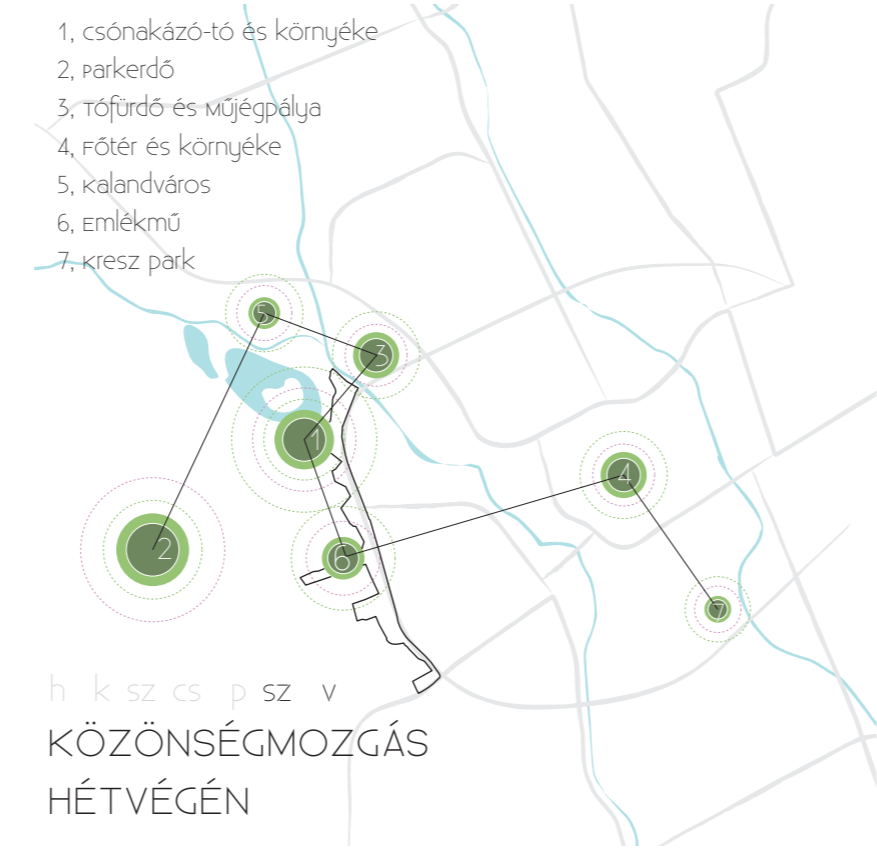 1, csónakázó-tó és környéke
2, Parkerdő
3, Tófürdő és Műjégpálya
4, Főtér és környéke
5, Kalandváros
6, Emlékmű
7, Kresz park
5
3
1
4
2
6
7
h k sz cs p sz v
KÖZÖNSÉGMOZGÁS
HÉTVÉGÉN